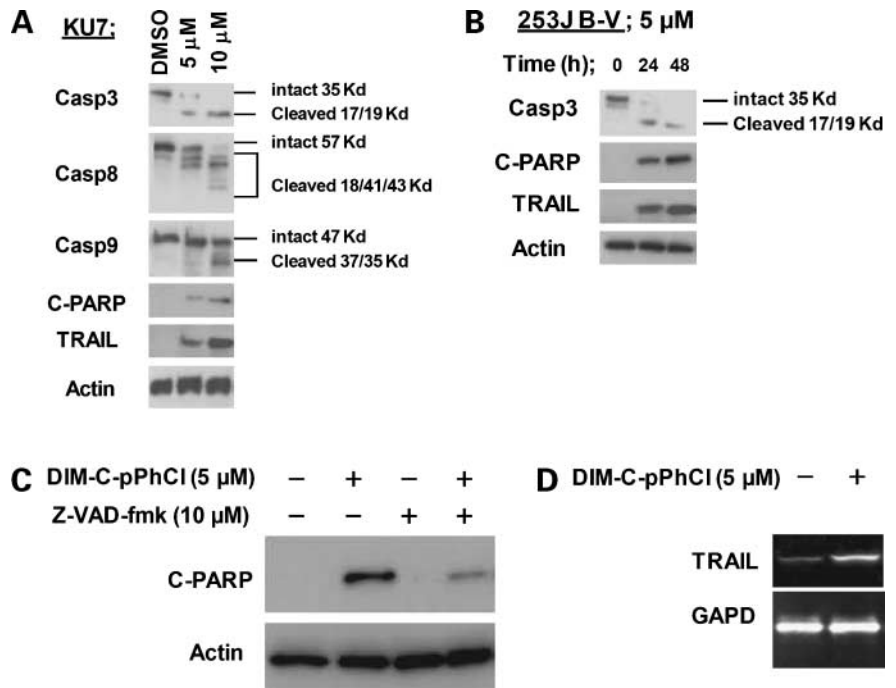 A
KU7:
DMSO
5 μM
10 μM
Casp3
intact 35 Kd
Cleaved 17/19 Kd
Casp8
intact 57 Kd
Cleaved 18/41/43 Kd
Casp9
intact 47 Kd
Cleaved 37/35 Kd
C-PARP
TRAIL
Actin
B
253J B-V; 5 μM
Time (h); 0 24 48
Casp3
intact 35 Kd
Cleaved 17/19 Kd
C-PARP
TRAIL
Actin
C
DIM-C-pPhCl (5 μM) – + – +
Z-VAD-fmk (10 μM) – – + +
C-PARP
Actin
D
DIM-C-pPhCl (5 μM) – +
TRAIL
GAPD